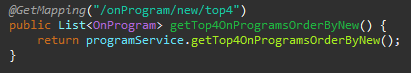 @GetMapping("/onProgram/new/top4")
public List<OnProgram> getTop4OnProgramsOrderByNew() {
    return programService.getTop4OnProgramsOrderByNew();
}